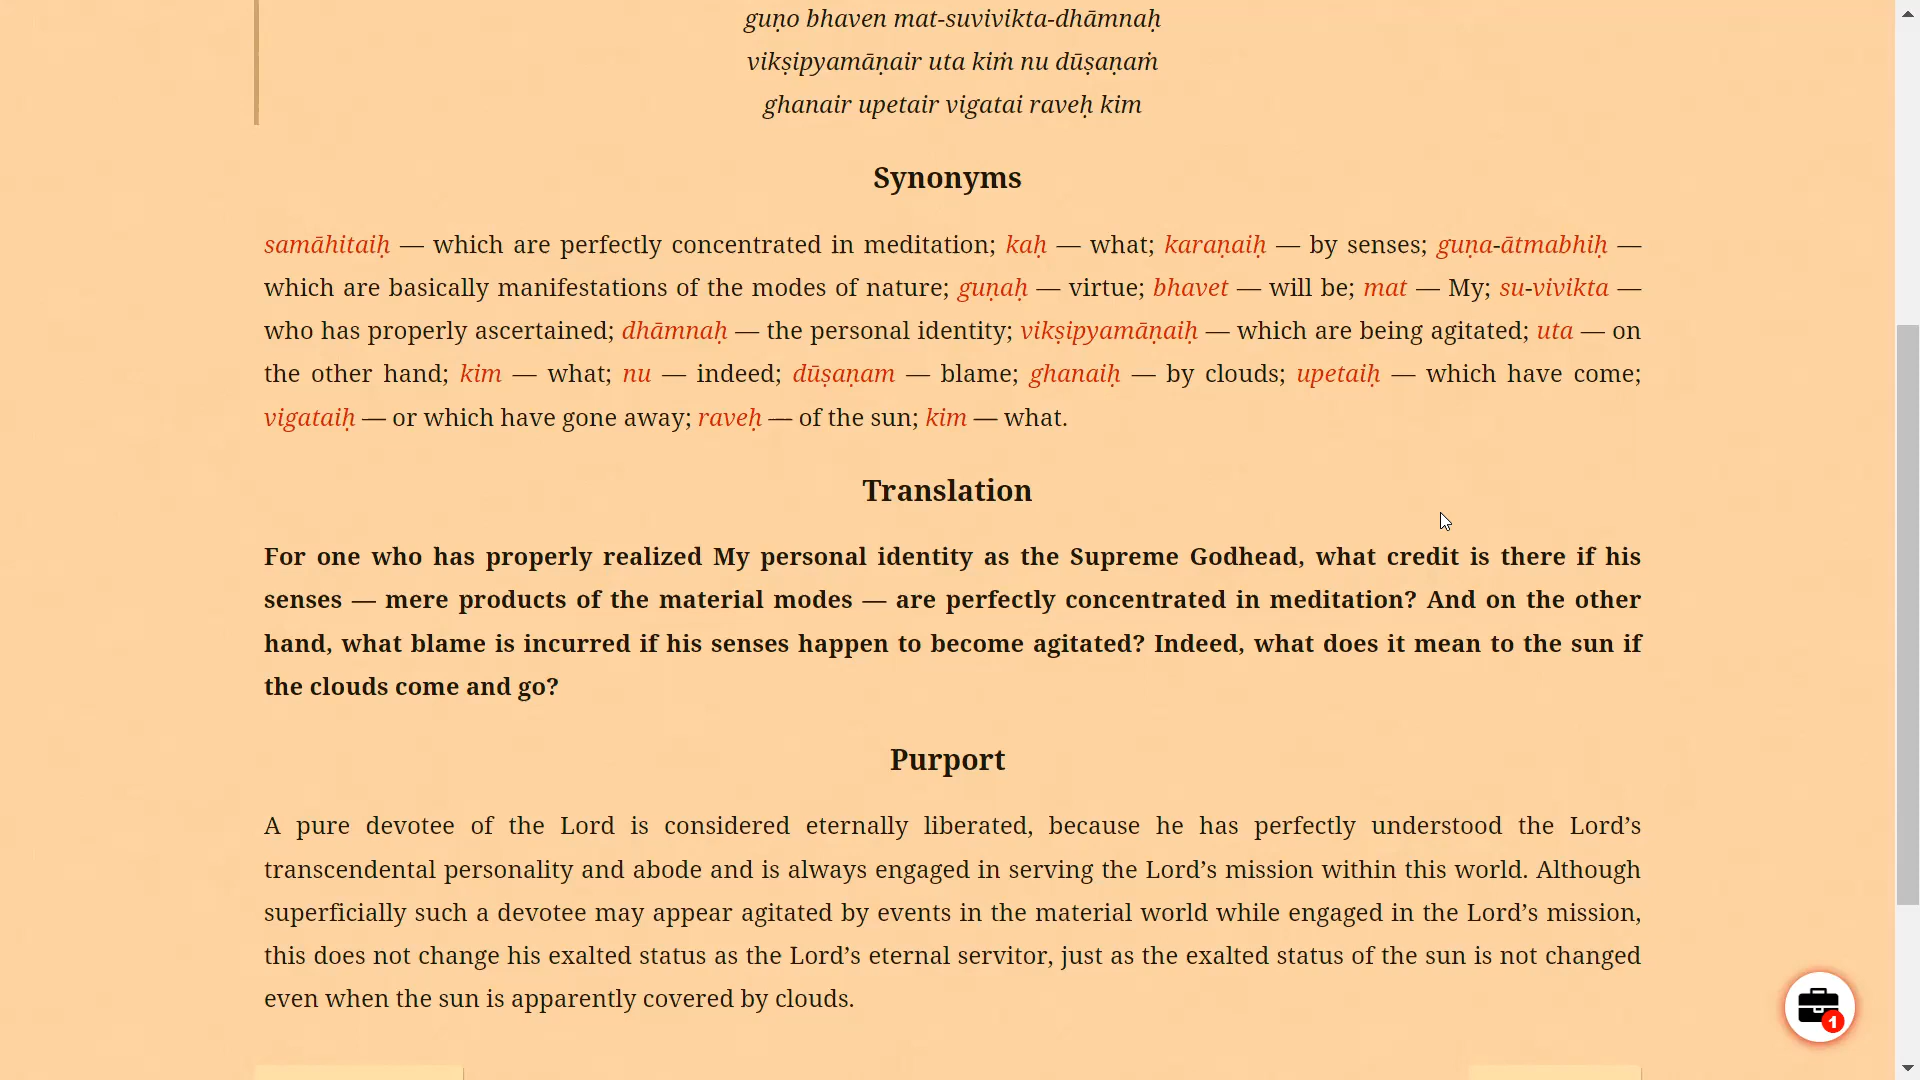 guṇo bhaven mat-suvivikta-dhāmnaḥ
vikṣipyamāṇair uta kiṁ nu dūṣaṇaṁ
ghanair upetair vigatai raveḥ kim
Synonyms
samāhitaiḥ — which are perfectly concentrated in meditation; kaḥ — what; karaṇaiḥ — by senses; guṇa-ātmabhiḥ —
which are basically manifestations of the modes of nature; guṇaḥ — virtue; bhavet — will be; mat — My; su-vivikta —
who has properly ascertained; dhāmnaḥ — the personal identity; vikṣipyamāṇaiḥ — which are being agitated; uta — on
the other hand; kim — what; nu — indeed; dūṣaṇam — blame; ghanaiḥ — by clouds; upetaiḥ — which have come;
vigataiḥ — or which have gone away; raveḥ — of the sun; kim — what.
Translation
For one who has properly realized My personal identity as the Supreme Godhead, what credit is there if his
senses — mere products of the material modes — are perfectly concentrated in meditation? And on the other
hand, what blame is incurred if his senses happen to become agitated? Indeed, what does it mean to the sun if
the clouds come and go?
Purport
A pure devotee of the Lord is considered eternally liberated, because he has perfectly understood the Lord’s
transcendental personality and abode and is always engaged in serving the Lord’s mission within this world. Although
superficially such a devotee may appear agitated by events in the material world while engaged in the Lord’s mission,
this does not change his exalted status as the Lord’s eternal servitor, just as the exalted status of the sun is not changed
even when the sun is apparently covered by clouds.
1